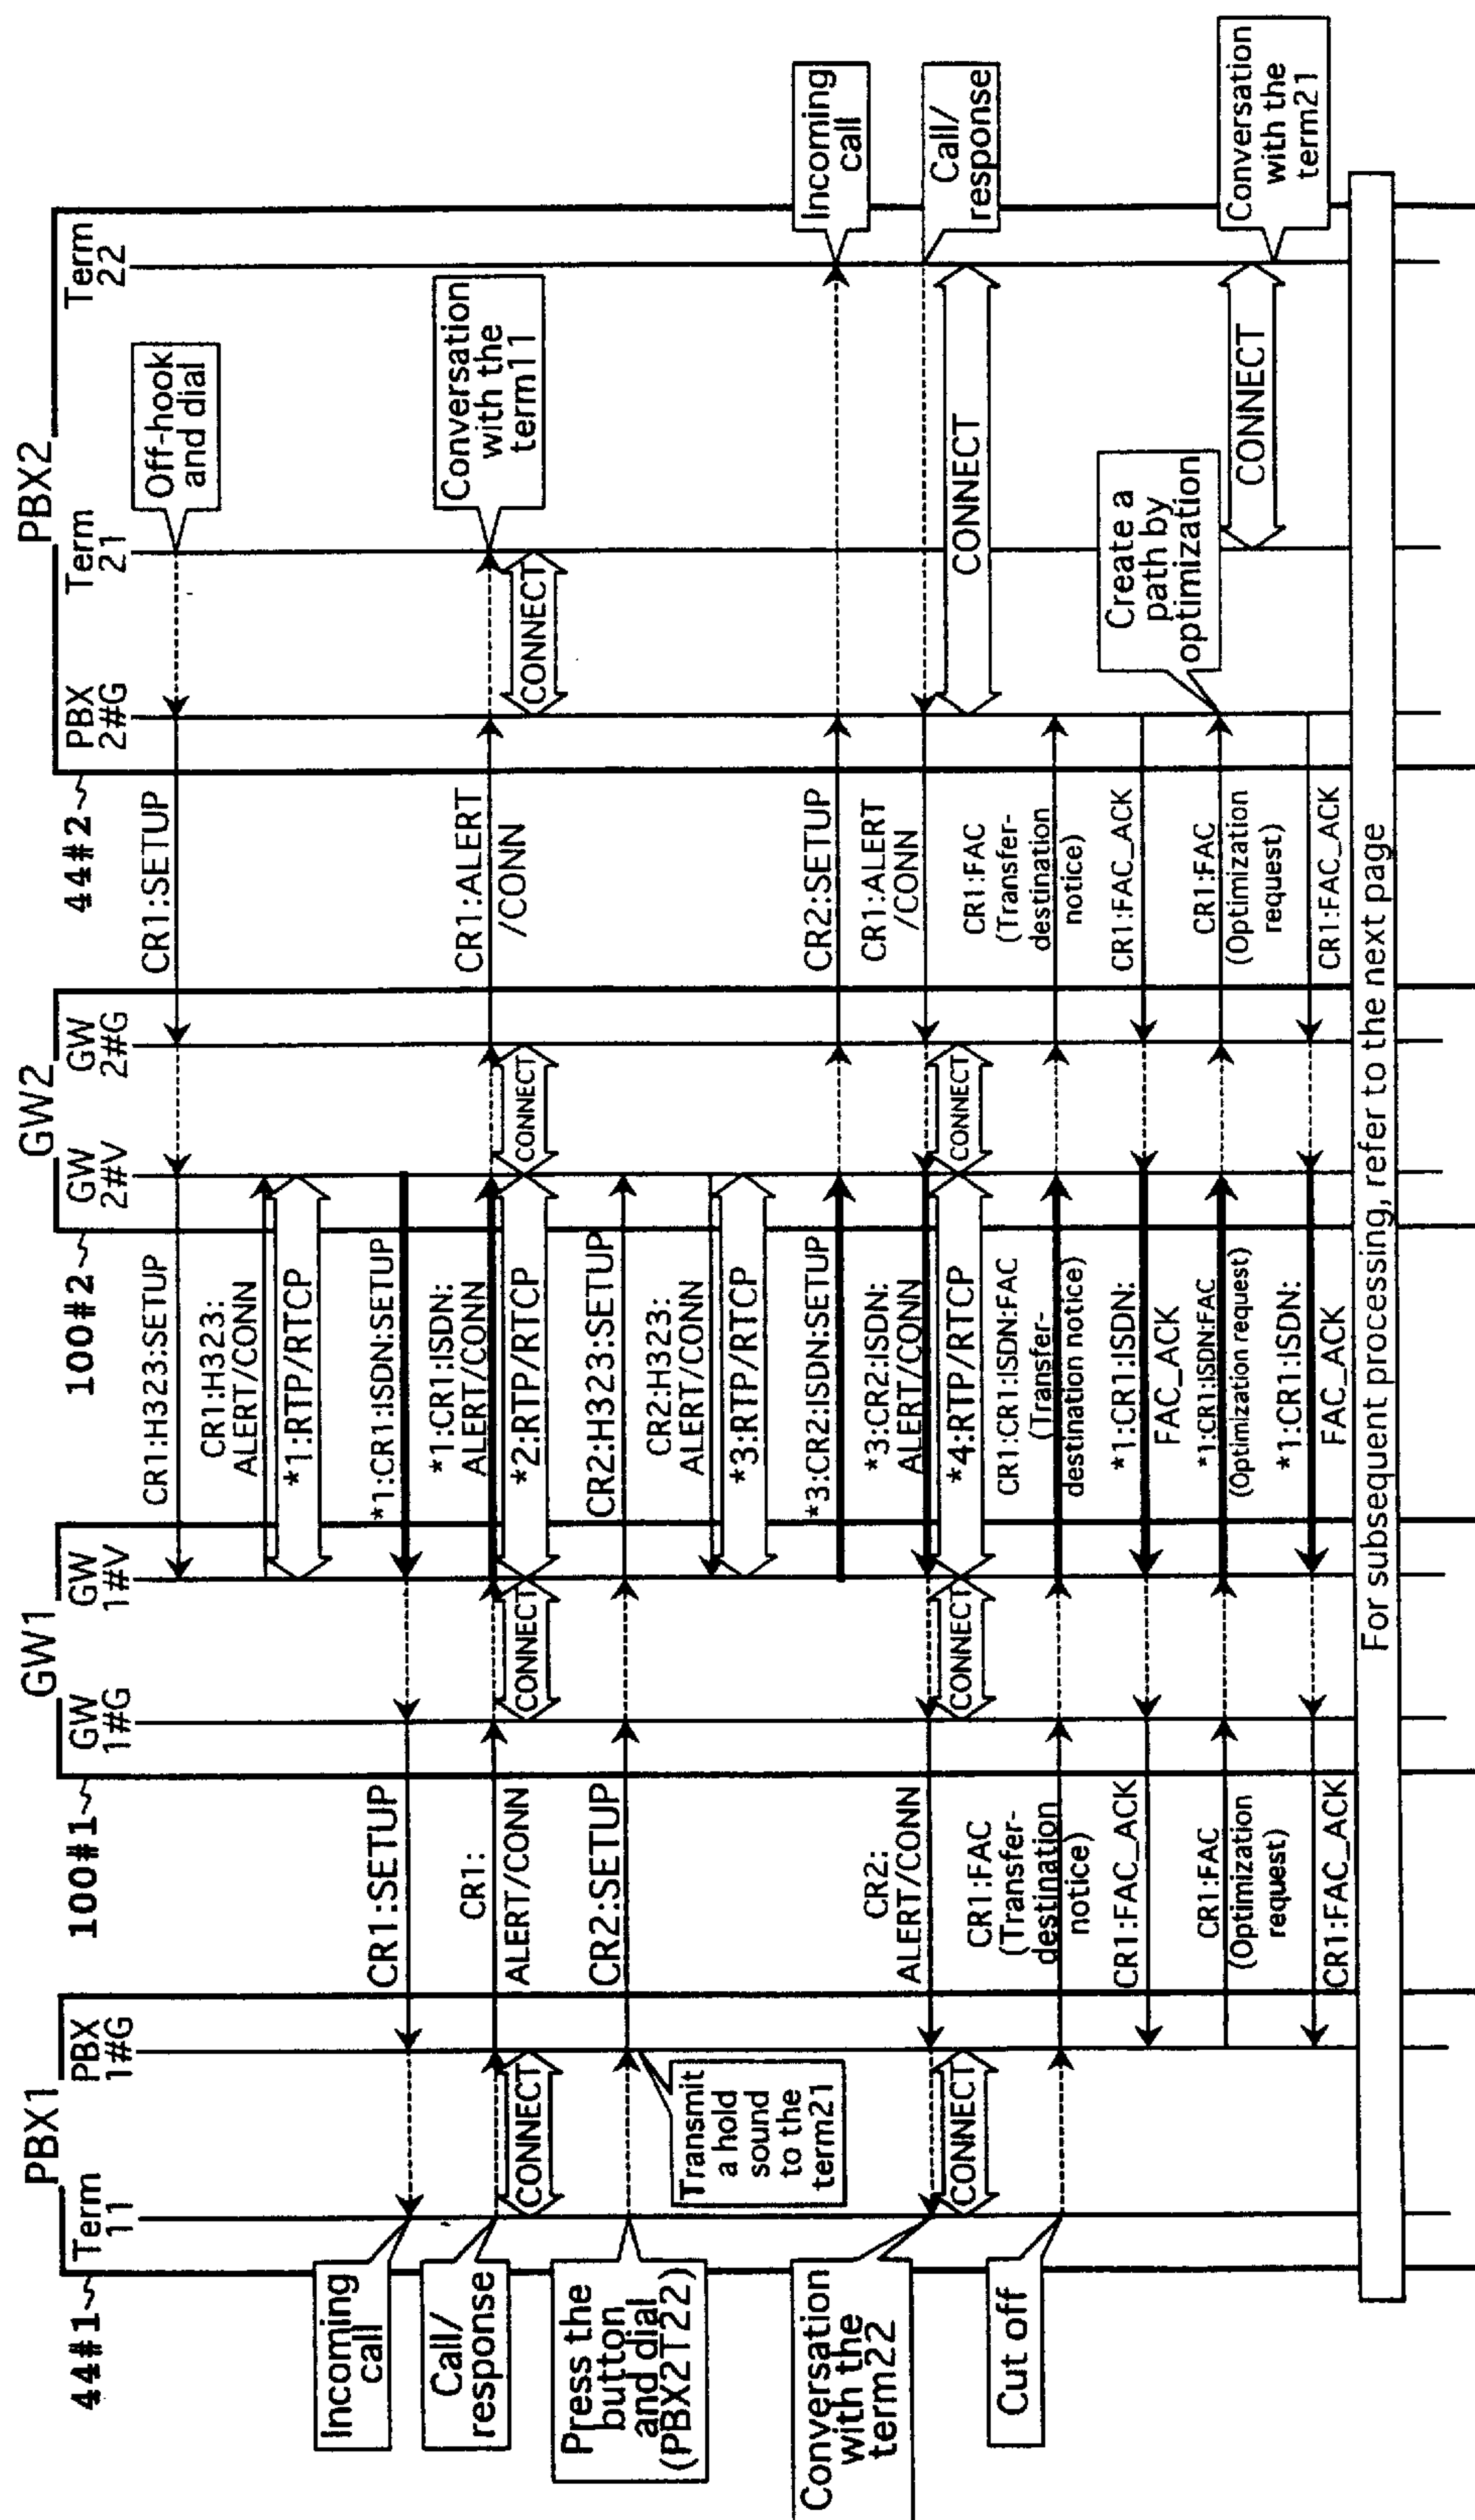 PBX1
GW1
GW2
PBX2
44#1
100#1
100#2
44#2
Term
11
PBX
1#G
GW
1#G
GW
1#V
GW
2#V
GW
2#G
PBX
2#G
Term
21
Term
22
Off-hook
and dial
CR1:SETUP
CR1:H323:SETUP
CR1:H323:
ALERT/CONN
*1:RTP/RTCP
*1:CR1:ISDN:SETUP
CR1:SETUP
Incoming
call
Call/
response
CR1:
ALERT/CONN
*1:CR1:ISDN:
ALERT/CONN
CR1:ALERT
/CONN
Conversation
with the
term11
CONNECT
CONNECT
*2:RTP/RTCP
CONNECT
CONNECT
Press the
button
and dial
(PBX2T22)
CR2:SETUP
CR2:H323:SETUP
Transmit
a hold
sound
to the
term21
CR2:H323:
ALERT/CONN
*3:RTP/RTCP
*3:CR2:ISDN:SETUP
CR2:SETUP
Incoming
call
Call/
response
CR1:ALERT
/CONN
*3:CR2:ISDN:
ALERT/CONN
CR2:
ALERT/CONN
Conversation
with the
term22
CONNECT
CONNECT
*4:RTP/RTCP
CONNECT
CONNECT
Cut off
CR1:FAC
(Transfer-
destination
notice)
CR1:CR1:ISDN:FAC
(Transfer-
destination notice)
CR1:FAC
(Transfer-
destination
notice)
CR1:FAC_ACK
*1:CR1:ISDN:
FAC_ACK
CR1:FAC_ACK
Create a
path by
optimization
CR1:FAC
(Optimization
request)
*1:CR1:ISDN:FAC
(Optimization request)
CR1:FAC
(Optimization
request)
CONNECT
Conversation
with the
term21
CR1:FAC_ACK
*1:CR1:ISDN:
FAC_ACK
CR1:FAC_ACK
For subsequent processing, refer to the next page